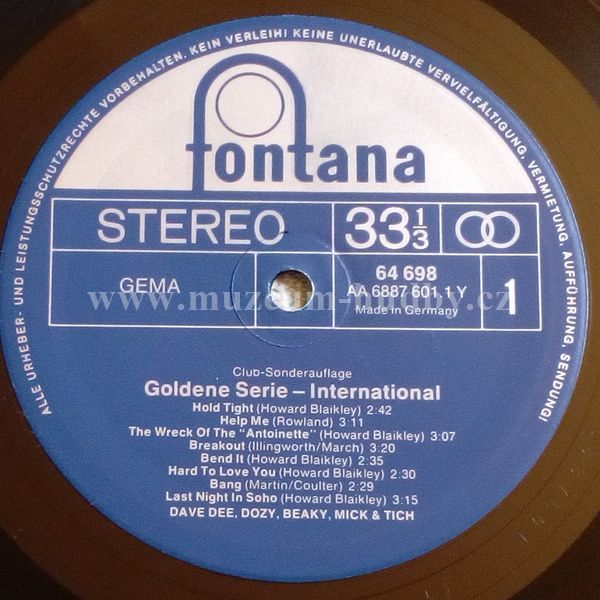 ALLE URHEBER- UND LEISTUNGSSCHUTZRECHTE VORBEHALTEN. KEIN VERLEIH! KEINE UNERLAUBTE VERVIELFÄLTIGUNG, VERMIETUNG, AUFFÜHRUNG, SENDUNG!
fontana
STEREO 33 1/3
GEMA 64 698
AA 6887 601.1 Y 1
Made in Germany
www.muzeum-hudby.cz
Club-Sonderauflage
Goldene Serie – International
Hold Tight (Howard Blaikley) 2:42
Help Me (Rowland) 3:11
The Wreck Of The "Antoinette" (Howard Blaikley) 3:07
Breakout (Illingworth/March) 3:20
Bend It (Howard Blaikley) 2:35
Hard To Love You (Howard Blaikley) 2:30
Bang (Martin/Coulter) 2:29
Last Night In Soho (Howard Blaikley) 3:15
DAVE DEE, DOZY, BEAKY, MICK & TICH